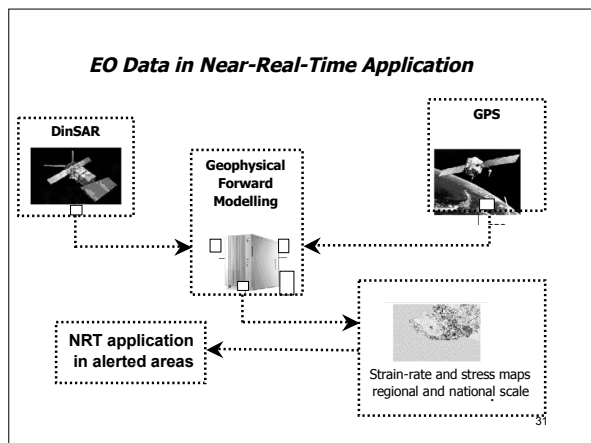 EO Data in Near-Real-Time Application
DinSAR
GPS
Geophysical
Forward
Modelling
NRT application
in alerted areas
Strain-rate and stress maps
regional and national scale
31